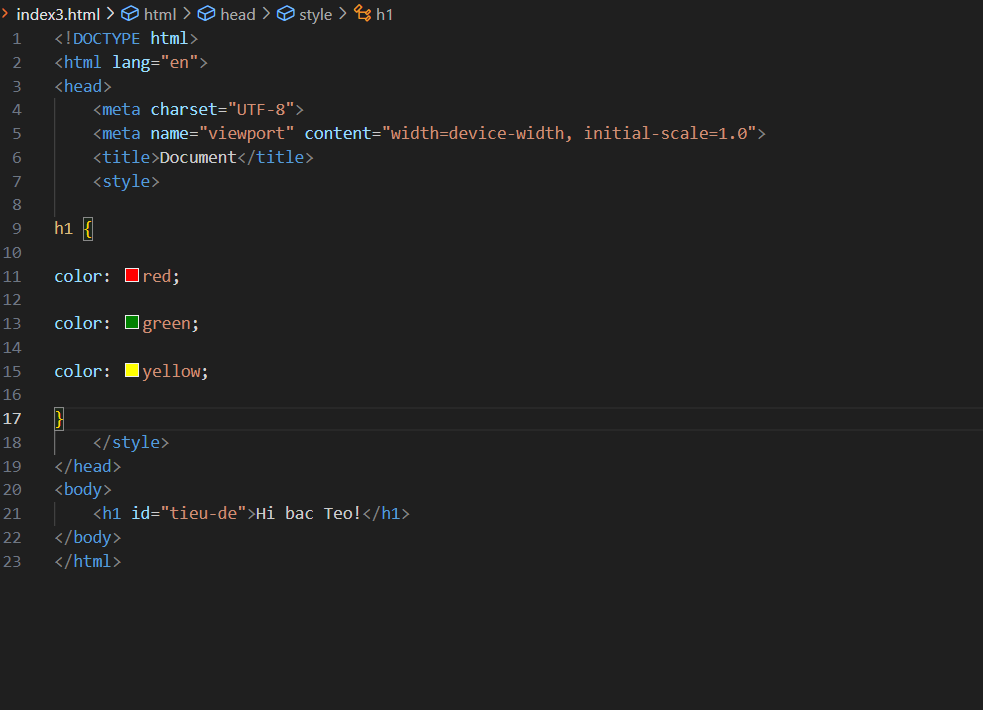 index3.html > html > head > style > h1
1 <!DOCTYPE html>
2 <html lang="en">
3 <head>
4 <meta charset="UTF-8">
5 <meta name="viewport" content="width=device-width, initial-scale=1.0">
6 <title>Document</title>
7 <style>
8
9 h1 {
10
11 color: red;
12
13 color: green;
14
15 color: yellow;
16
17 }
18 </style>
19 </head>
20 <body>
21 <h1 id="tieu-de">Hi bac Teo!</h1>
22 </body>
23 </html>